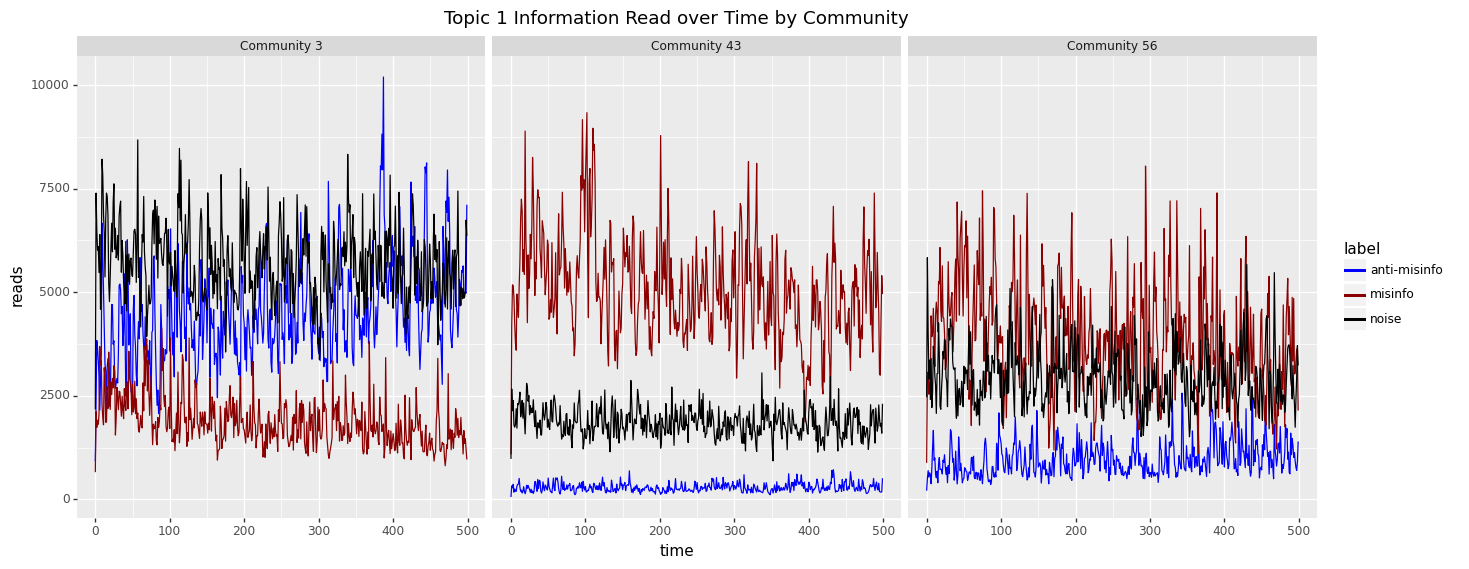 Topic 1 Information Read over Time by Community
Community 3
Community 43
Community 56
reads
10000
7500
5000
2500
0
0 100 200 300 400 500
0 100 200 300 400 500
0 100 200 300 400 500
time
label
anti-misinfo
misinfo
noise